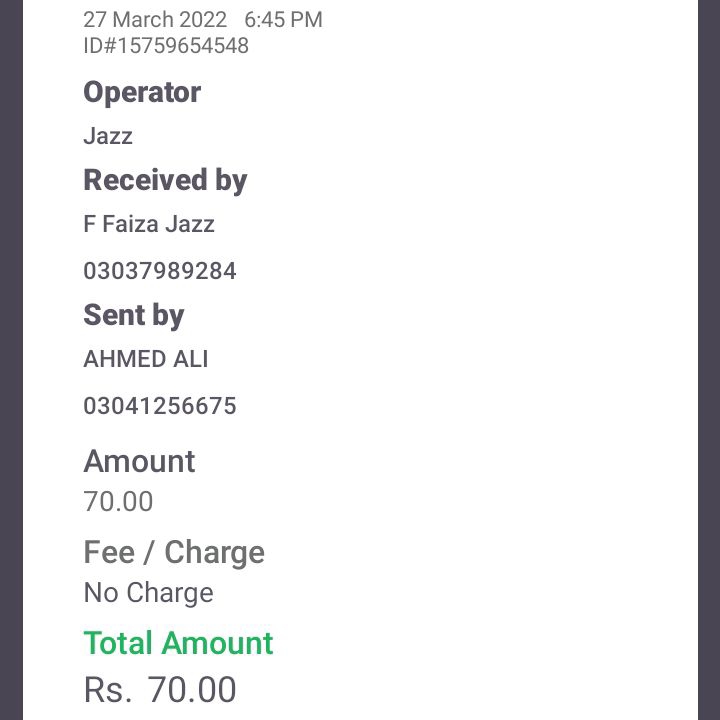 27 March 2022 6:45 PM
ID#15759654548
Operator
Jazz
Received by
F Faiza Jazz
03037989284
Sent by
AHMED ALI
03041256675
Amount
70.00
Fee / Charge
No Charge
Total Amount
Rs. 70.00